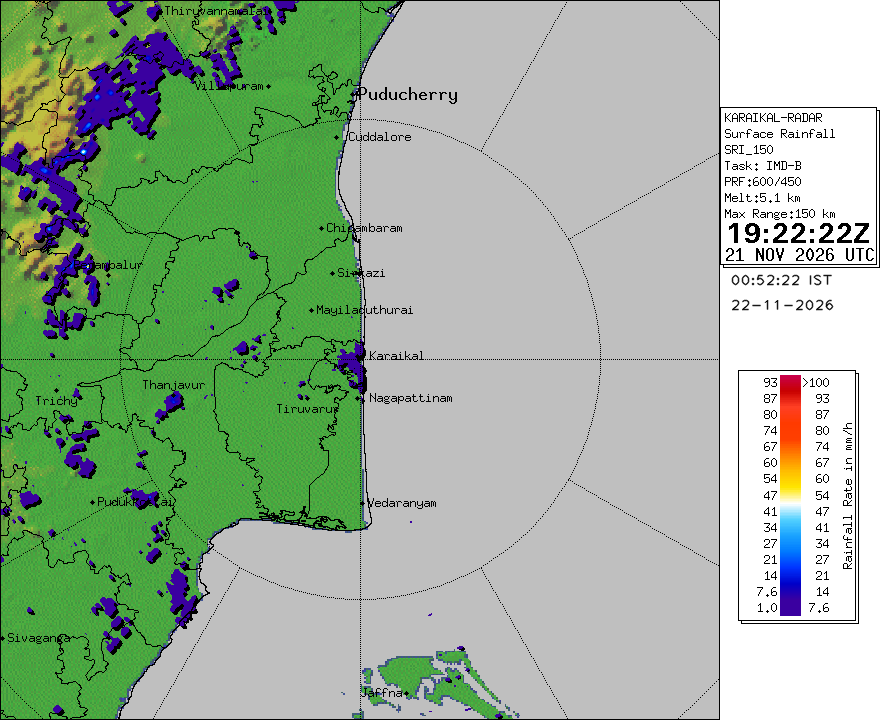 Thiruvannamalai
Villupuram
Puducherry
Cuddalore
Chidambaram
Perambalur
Sirkazi
Mayiladuthurai
Karaikal
Thanjavur
Trichy
Nagapattinam
Tiruvarur
Pudukkottai
Vedaranyam
Sivaganga
Jaffna
KARAIKAL-RADAR
Surface Rainfall
SRI_150
Task: IMD-B
PRF:600/450
Melt:5.1 km
Max Range:150 km
19:22:22Z
21 NOV 2026 UTC
00:52:22 IST
22-11-2026
93 >100
87 93
80 87
74 80
67 74
60 67
54 60
47 54
41 47
34 41
27 34
21 27
14 21
7.6 14
1.0 7.6
Rainfall Rate in mm/h